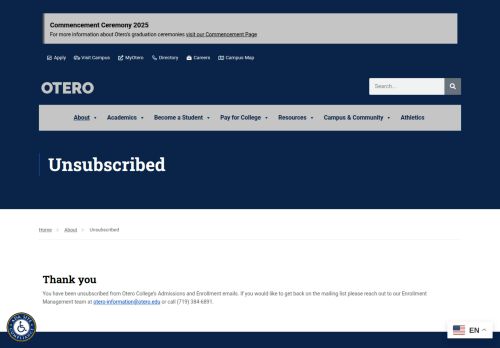 Commencement Ceremony 2025
For more information about Otero's graduation ceremonies visit our Commencement Page
Apply Visit Campus MyOtero Directory Careers Campus Map
OTERO
Search...
About Academics Become a Student Pay for College Resources Campus & Community Athletics
Unsubscribed
Home About Unsubscribed
Thank you
You have been unsubscribed from Otero College's Admissions and Enrollment emails. If you would like to get back on the mailing list please reach out to our Enrollment
Management team at otero-information@otero.edu or call (719) 384-6891.
EN